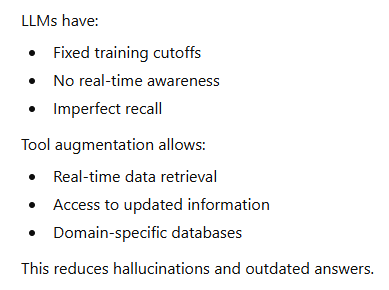 LLMs have:
• Fixed training cutoffs
• No real-time awareness
• Imperfect recall
Tool augmentation allows:
• Real-time data retrieval
• Access to updated information
• Domain-specific databases
This reduces hallucinations and outdated answers.